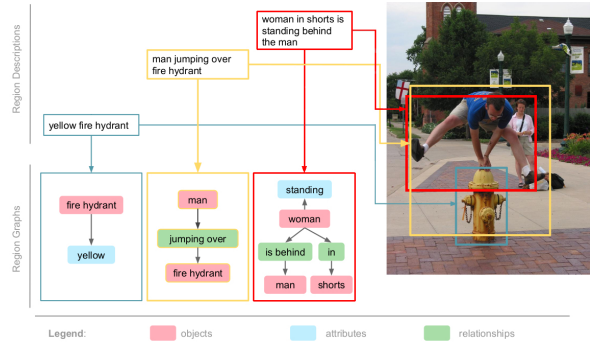 woman in shorts is
standing behind
the man
man jumping over
fire hydrant
yellow fire hydrant
Region Descriptions
Region Graphs
fire hydrant
yellow
man
jumping over
fire hydrant
standing
woman
is behind
in
man
shorts
Legend:
objects
attributes
relationships